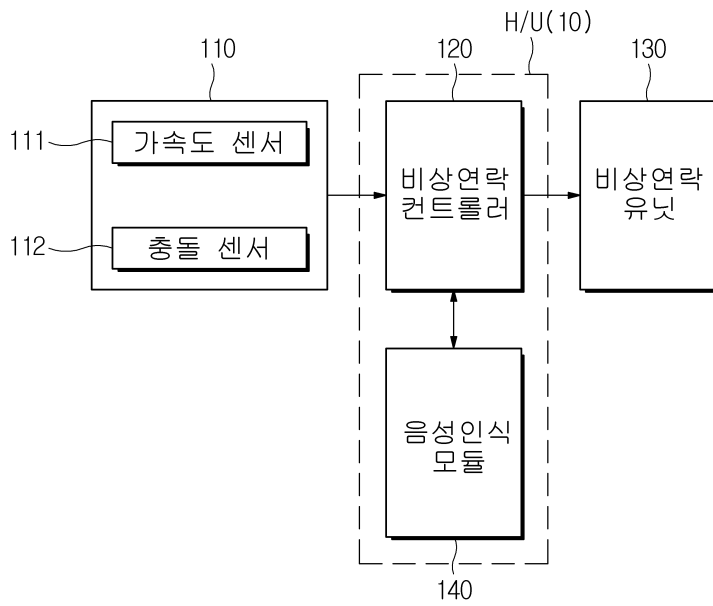 H/U(10)
110
120
130
111
가속도 센서
112
충돌 센서
비상연락
컨트롤러
비상연락
유닛
음성인식
모듈
140